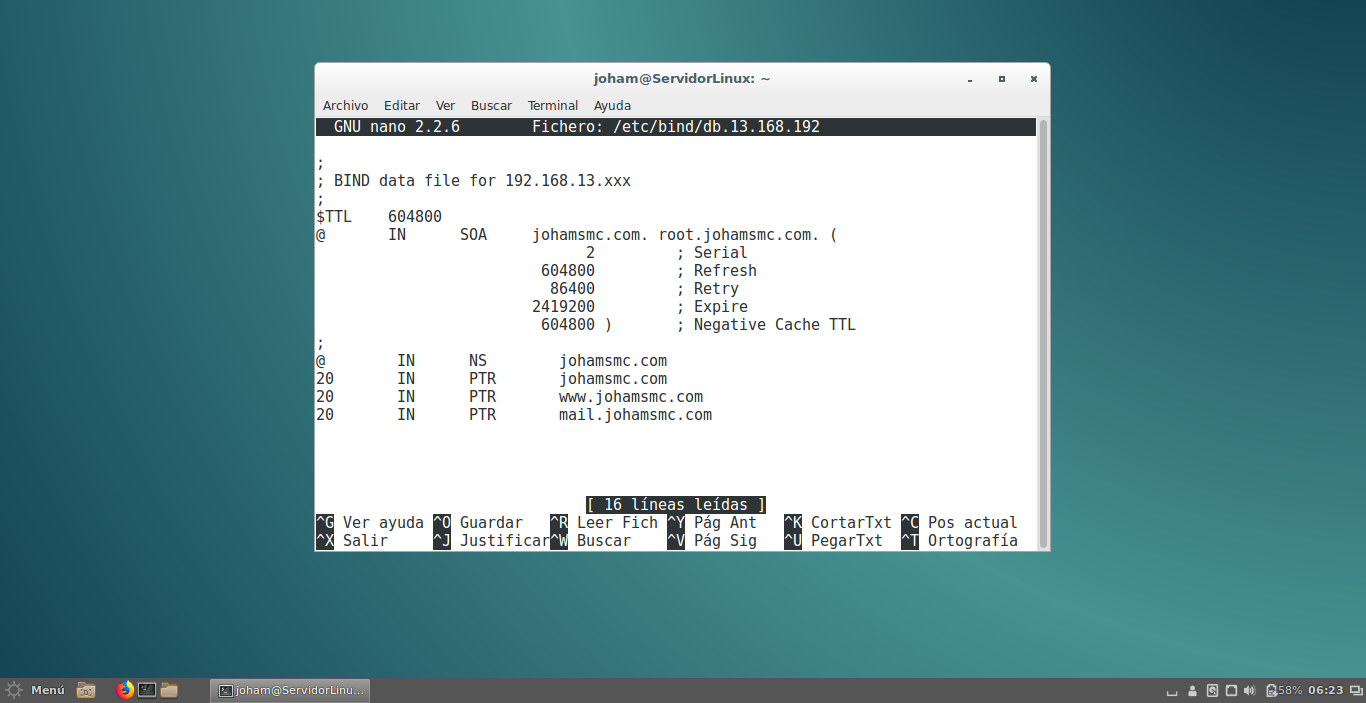 joham@ServidorLinux: ~
Archivo Editar Ver Buscar Terminal Ayuda
GNU nano 2.2.6 Fichero: /etc/bind/db.13.168.192
;
; BIND data file for 192.168.13.xxx
;
$TTL 604800
@ IN SOA johamsmc.com. root.johamsmc.com. (
2 ; Serial
604800 ; Refresh
86400 ; Retry
2419200 ; Expire
604800 ) ; Negative Cache TTL
;
@ IN NS johamsmc.com
20 IN PTR johamsmc.com
20 IN PTR www.johamsmc.com
20 IN PTR mail.johamsmc.com
[ 16 líneas leídas ]
^G Ver ayuda ^O Guardar ^R Leer Fich ^Y Pág Ant ^K CortarTxt ^C Pos actual
^X Salir ^J Justificar ^W Buscar ^V Pág Sig ^U PegarTxt ^T Ortografía
Menú joham@ServidorLinu... 58% 06:23